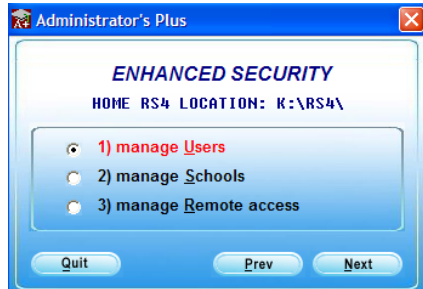 Administrator's Plus
ENHANCED SECURITY
HOME RS4 LOCATION: K:\RS4\
1) manage Users
2) manage Schools
3) manage Remote access
Quit Prev Next